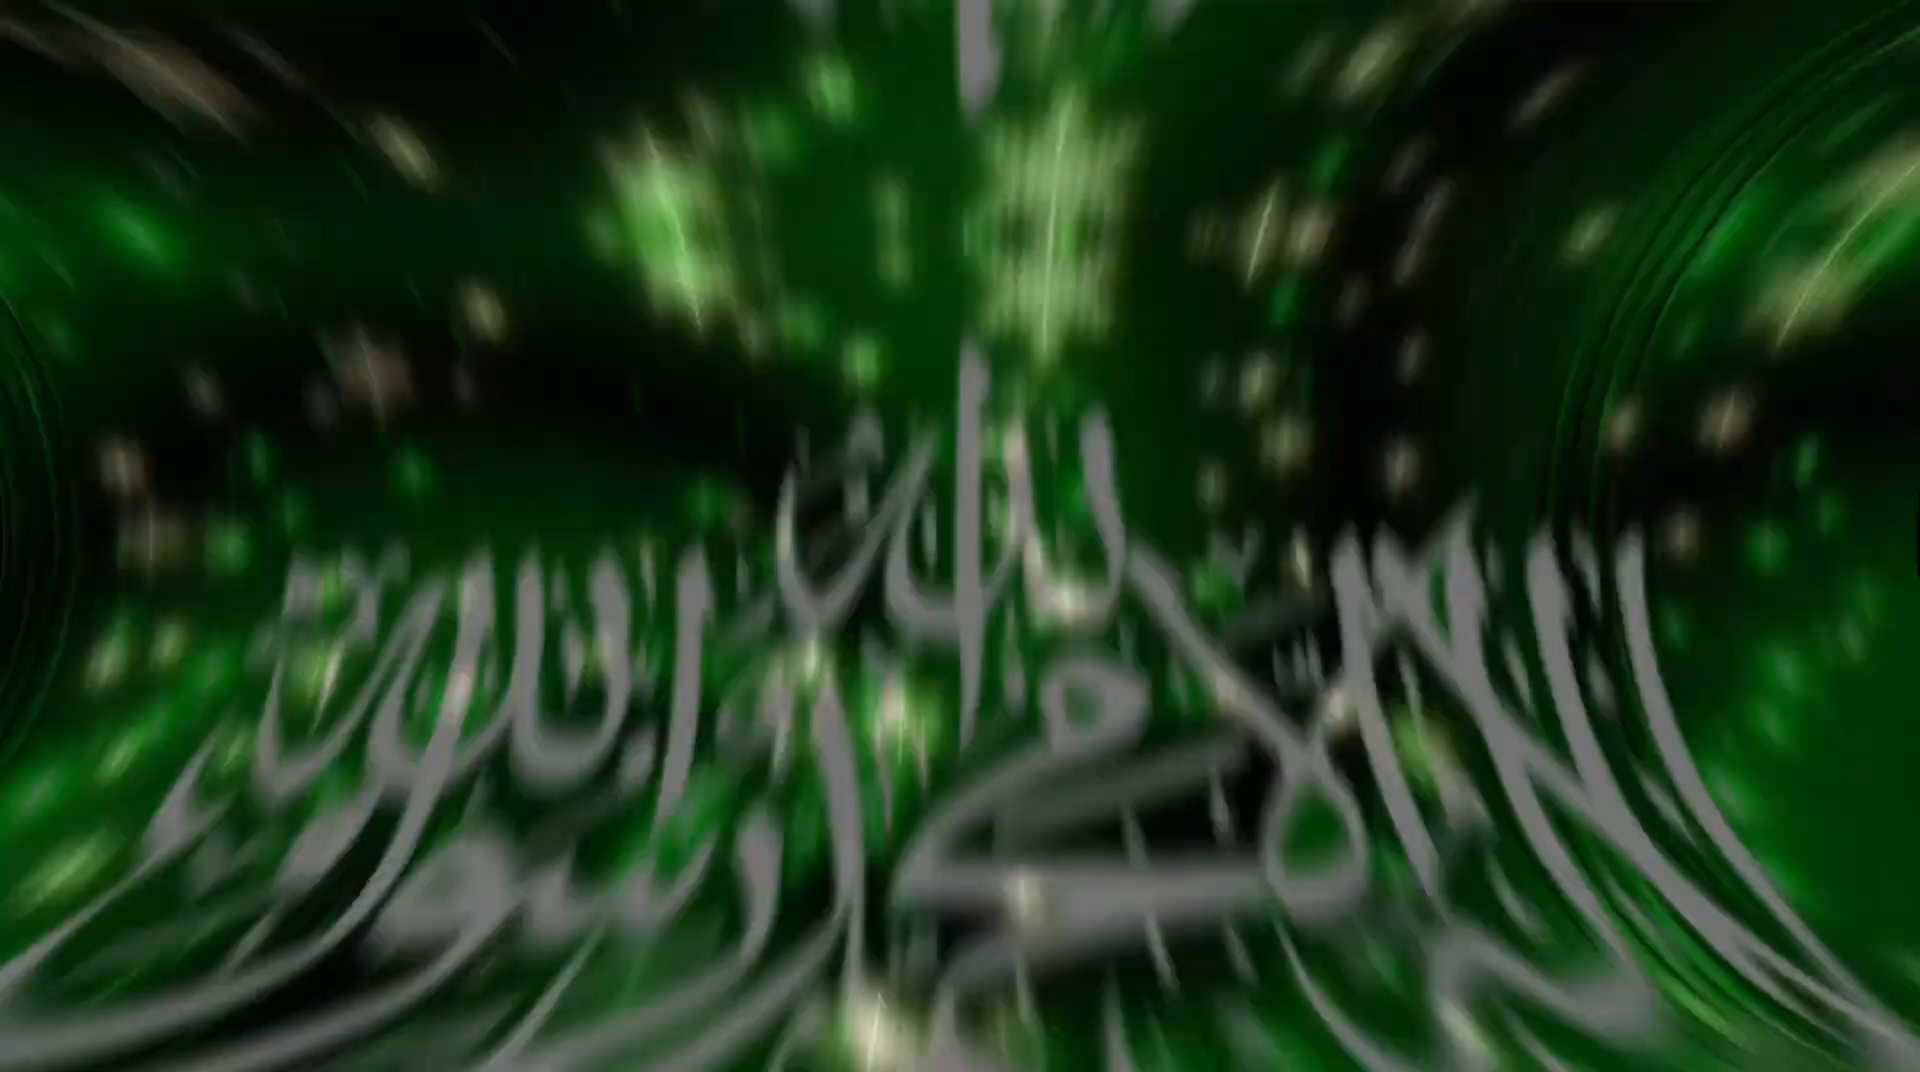 لا إله إلا الله محمد رسول الله